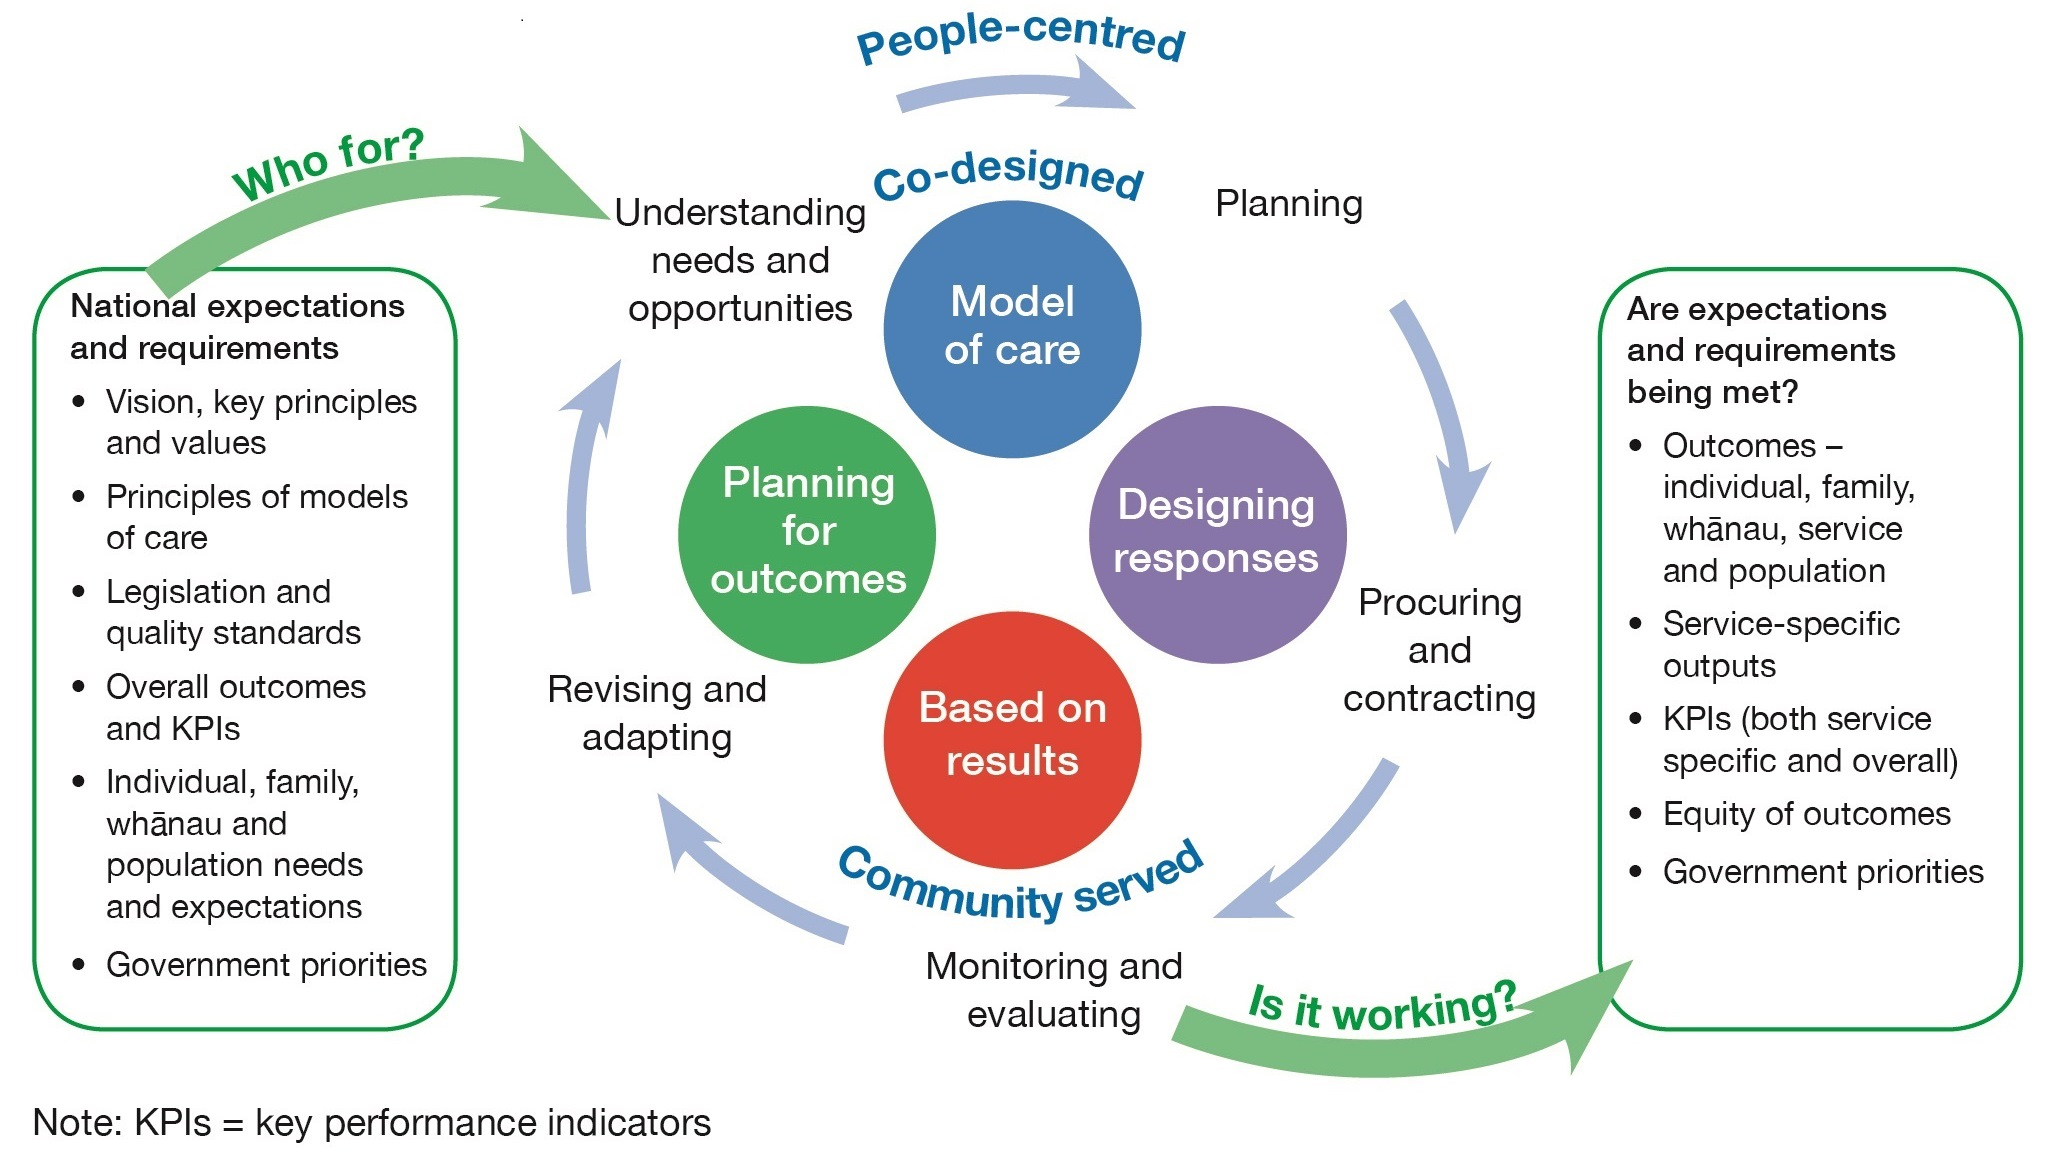 People-centred
Who for?
Co-designed
Understanding
needs and
opportunities
Planning
Model
of care
National expectations
and requirements
• Vision, key principles
and values
• Principles of models
of care
• Legislation and
quality standards
• Overall outcomes
and KPIs
• Individual, family,
whānau and
population needs
and expectations
• Government priorities
Planning
for
outcomes
Designing
responses
Procuring
and
contracting
Revising and
adapting
Based on
results
Community served
Monitoring and
evaluating
Is it working?
Are expectations
and requirements
being met?
• Outcomes –
individual, family,
whānau, service
and population
• Service-specific
outputs
• KPIs (both service
specific and overall)
• Equity of outcomes
• Government priorities
Note: KPIs = key performance indicators